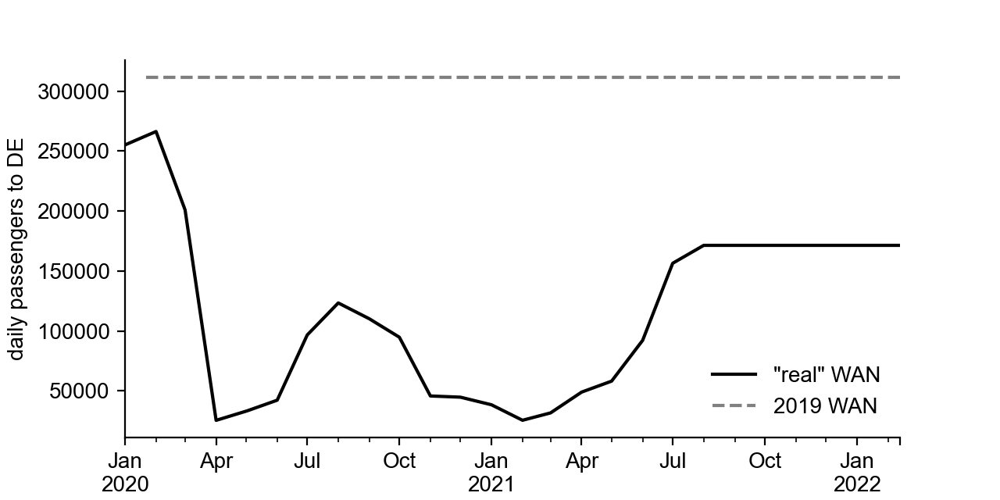 300000
250000
200000
150000
100000
50000
daily passengers to DE
"real" WAN
2019 WAN
Jan Apr Jul Oct Jan Apr Jul Oct Jan
2020 2021 2022